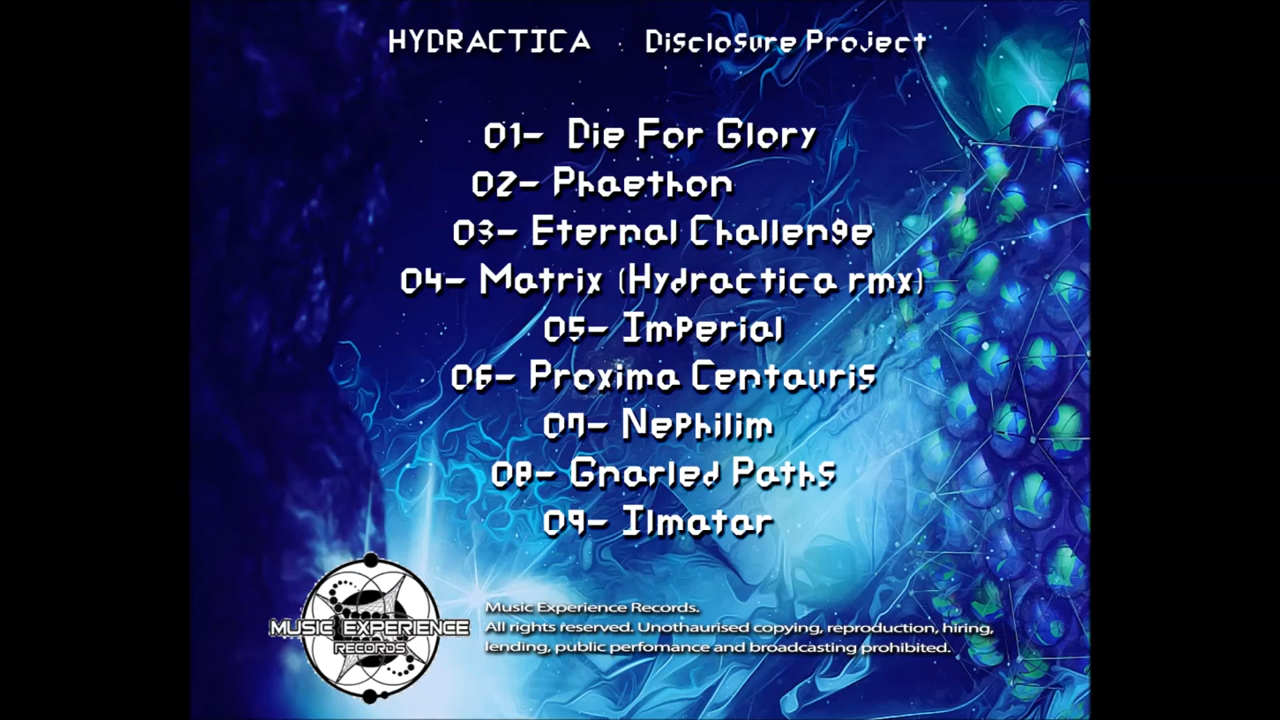 HYDRACTICA . Disclosure Project
01- Die For Glory
02- Phaethon
03- Eternal Challenge
04- Matrix (Hydractica rmx)
05- Imperial
06- Proxima Centauris
07- Nephilim
08- Gnarled Paths
09- Ilmatar
MUSIC EXPERIENCE
RECORDS
Music Experience Records.
All rights reserved. Unothaurised copying, reproduction, hiring,
lending, public perfomance and broadcasting prohibited.